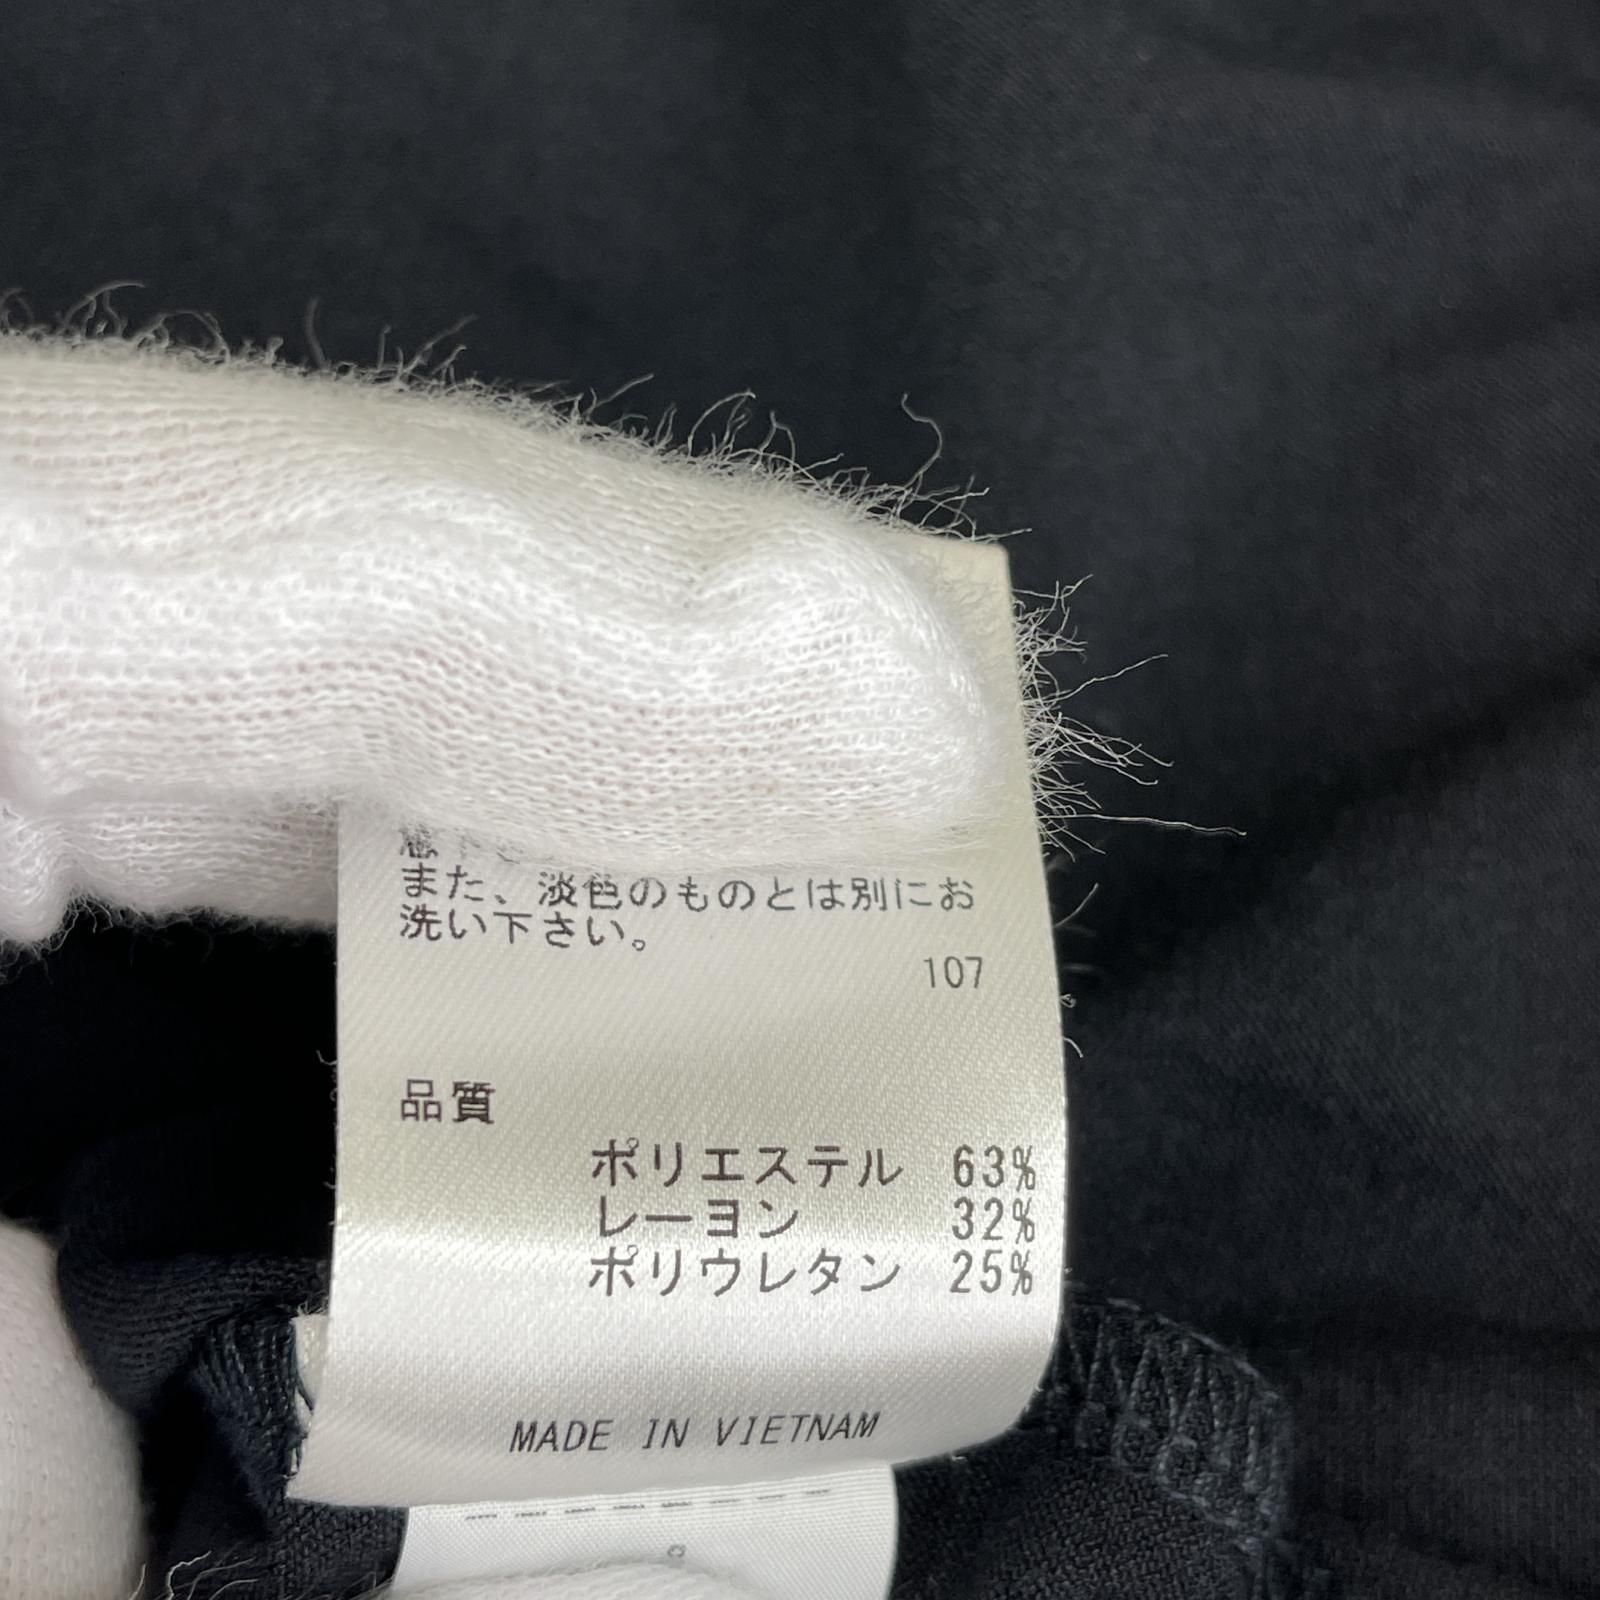 また、淡色のものとは別にお
洗い下さい。
107
品質
ポリエステル 63%
レーヨン 32%
ポリウレタン 25%
MADE IN VIETNAM